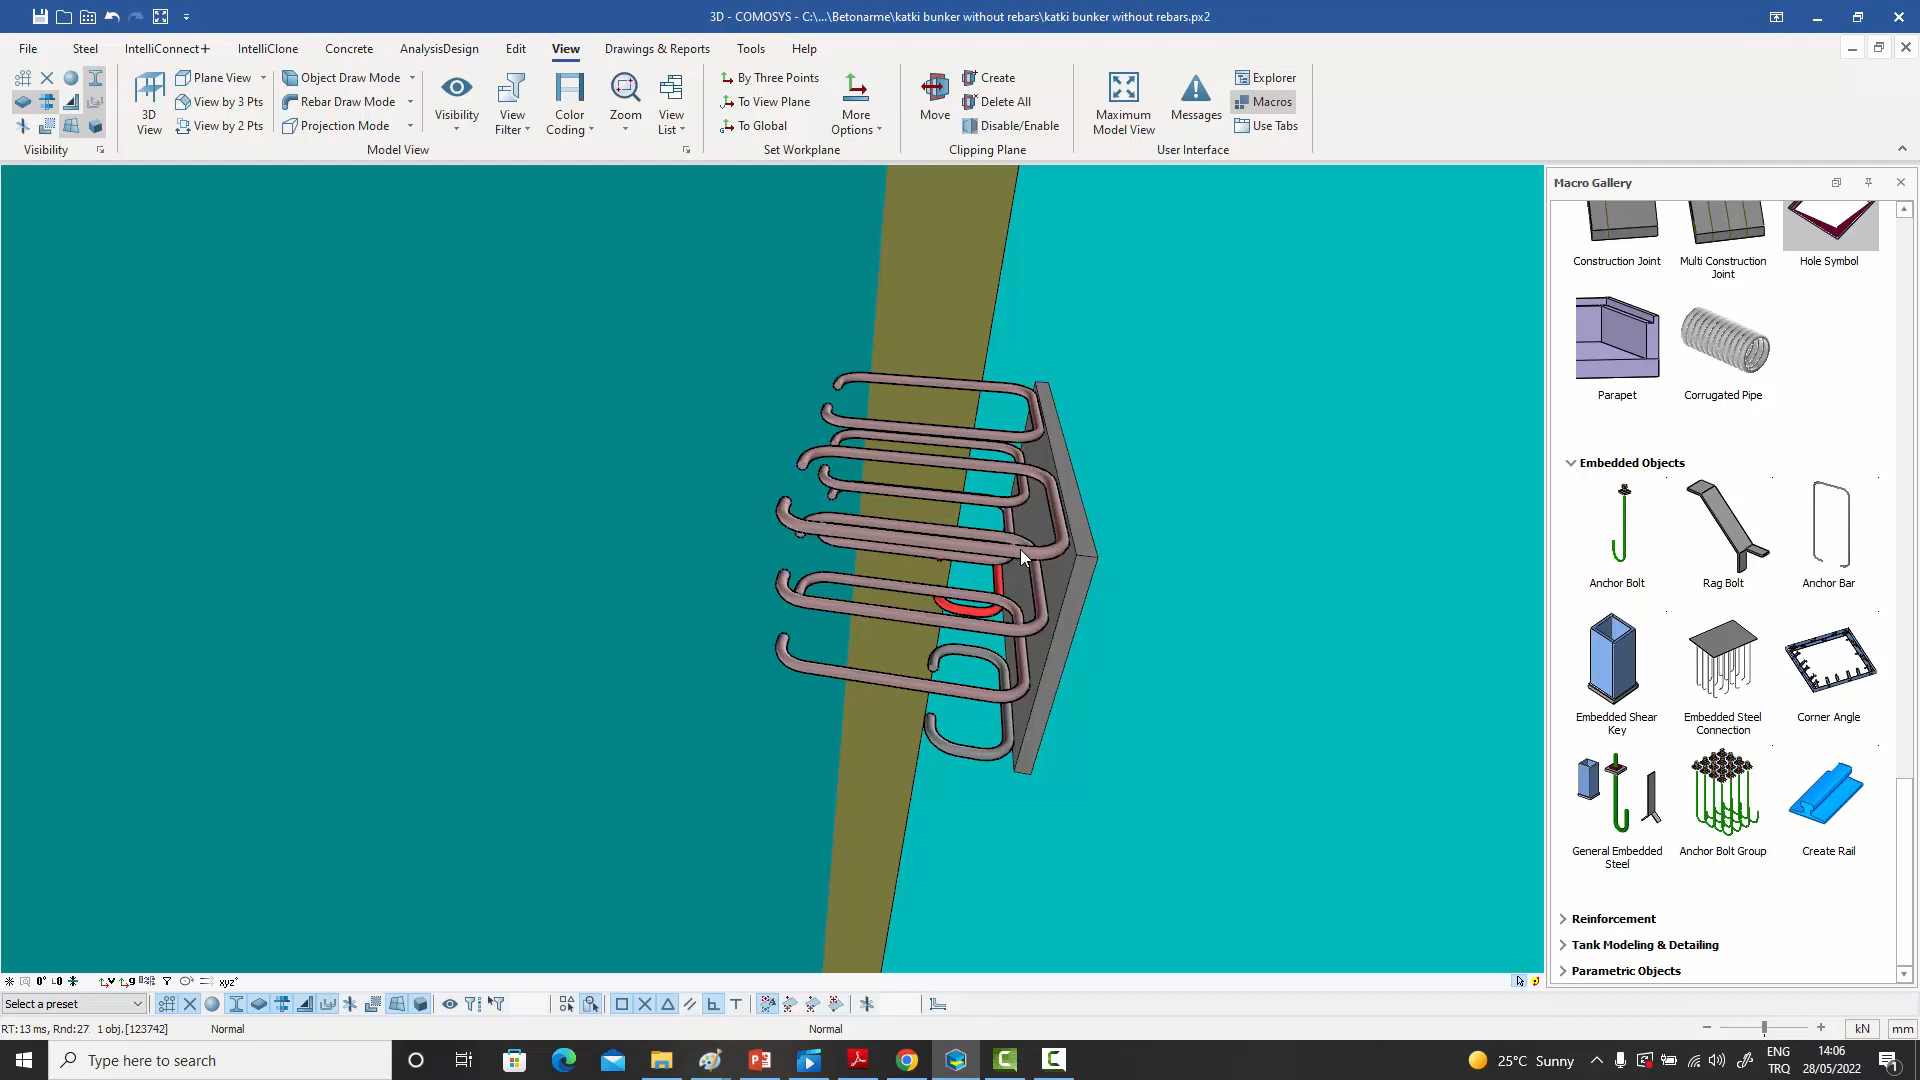 3D - COMOSYS - C:\...\Betonarme\katki bunker without rebars\katki bunker without rebars.px2
File Steel IntelliConnect+ IntelliClone Concrete AnalysisDesign Edit View Drawings & Reports Tools Help
Visibility
3D View
Plane View
View by 3 Pts
View by 2 Pts
Object Draw Mode
Rebar Draw Mode
Projection Mode
Visibility
View Filter
Color Coding
Zoom
View List
Model View
By Three Points
To View Plane
To Global
More Options
Set Workplane
Move
Create
Delete All
Disable/Enable
Clipping Plane
Maximum Model View
Messages
Explorer
Macros
Use Tabs
User Interface
Macro Gallery
Construction Joint
Multi Construction Joint
Hole Symbol
Parapet
Corrugated Pipe
Embedded Objects
Anchor Bolt
Rag Bolt
Anchor Bar
Embedded Shear Key
Embedded Steel Connection
Corner Angle
General Embedded Steel
Anchor Bolt Group
Create Rail
Reinforcement
Tank Modeling & Detailing
Parametric Objects
Select a preset
RT:13 ms, Rnd:27 1 obj.[123742] Normal Normal kN mm
Type here to search
25°C Sunny
ENG
TRQ
14:06
28/05/2022